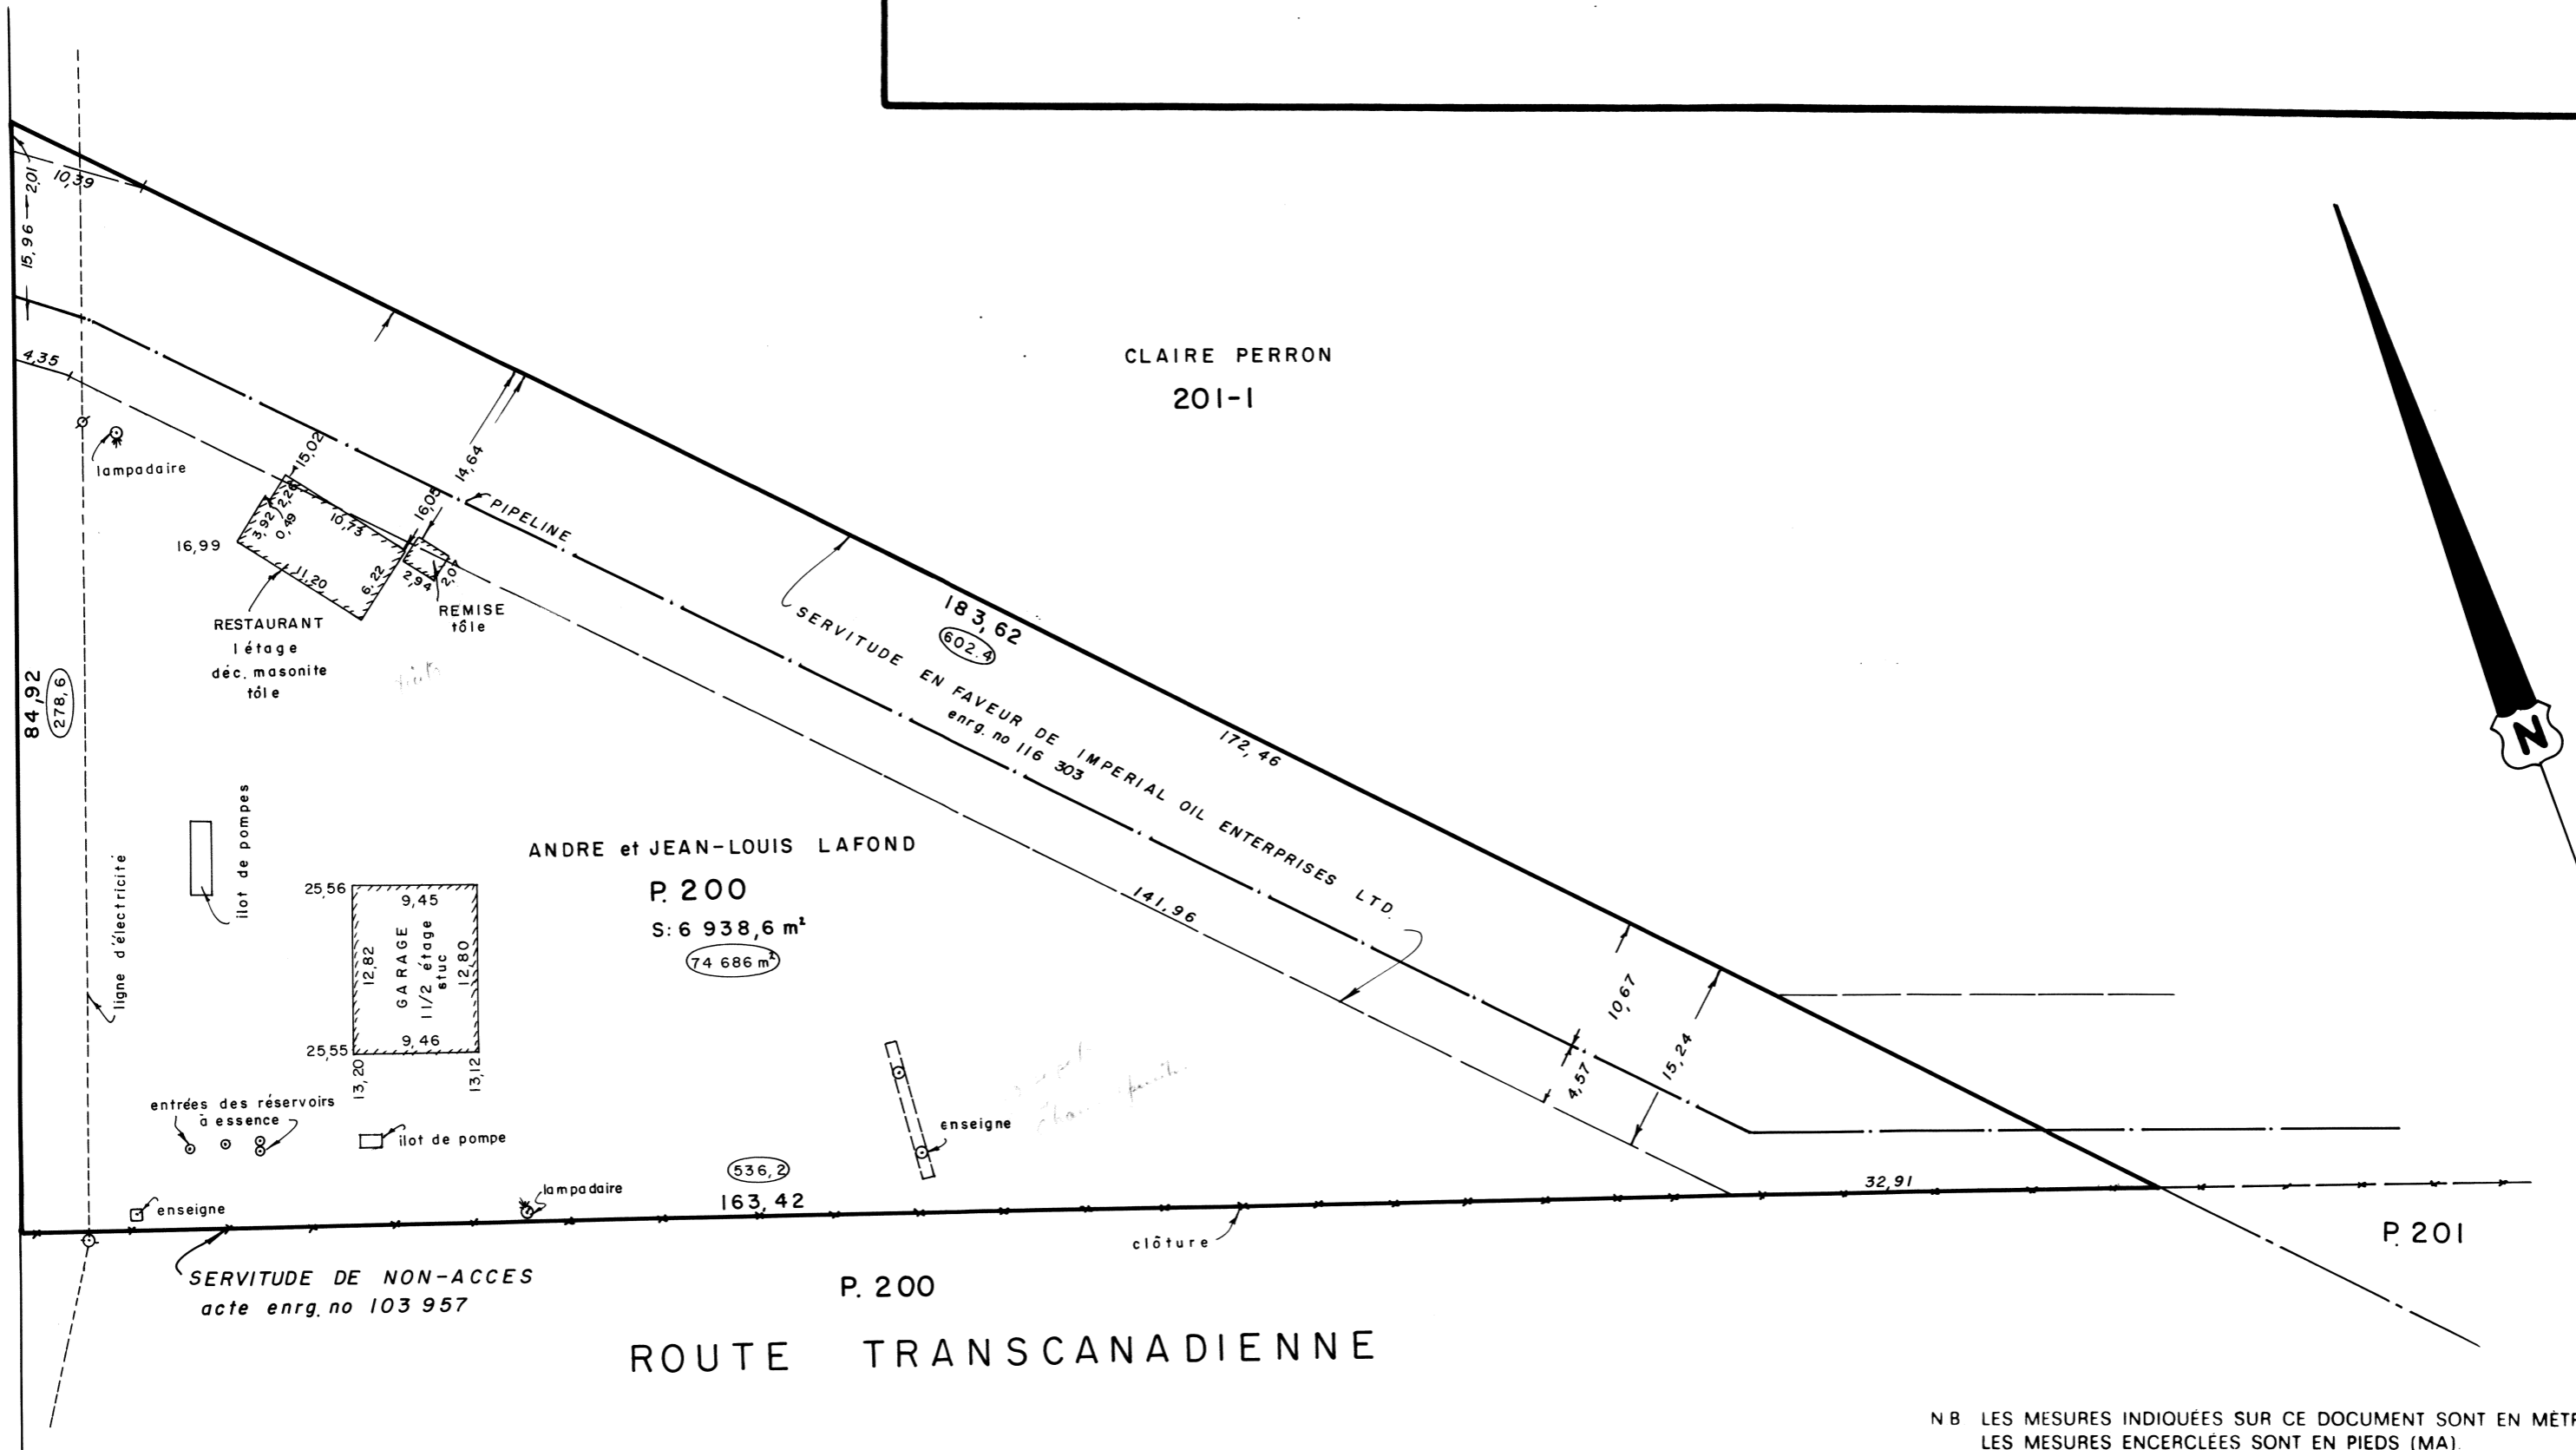 2,01
10,39
15,96
4,35
lampadaire
CLAIRE PERRON
201-1
15,02
14,64
16,05
PIPELINE
3,92
2,26
0,49
10,73
16,99
11,20
6,22
2,94
2,07
REMISE
tôle
RESTAURANT
1 étage
déc. masonite
tôle
84,92
278,6
183,62
602.4
SERVITUDE EN FAVEUR DE IMPERIAL OIL ENTERPRISES LTD.
enrg. no 116 303
172,46
141,96
ilot de pompes
ligne d'électricité
ANDRE et JEAN-LOUIS LAFOND
P. 200
S: 6 938,6 m²
74 686 m²
25,56
9,45
12,82
GARAGE
1 1/2 étage
stuc
12,80
9,46
25,55
13,20
13,12
10,67
15,24
4,57
entrées des réservoirs
à essence
ilot de pompe
enseigne
enseigne
lampadaire
536,2
163,42
32,91
clôture
P. 201
SERVITUDE DE NON-ACCES
acte enrg. no 103 957
P. 200
ROUTE TRANSCANADIENNE
N
N B LES MESURES INDIQUÉES SUR CE DOCUMENT SONT EN MÈTR
LES MESURES ENCERCLÉES SONT EN PIEDS (MA).